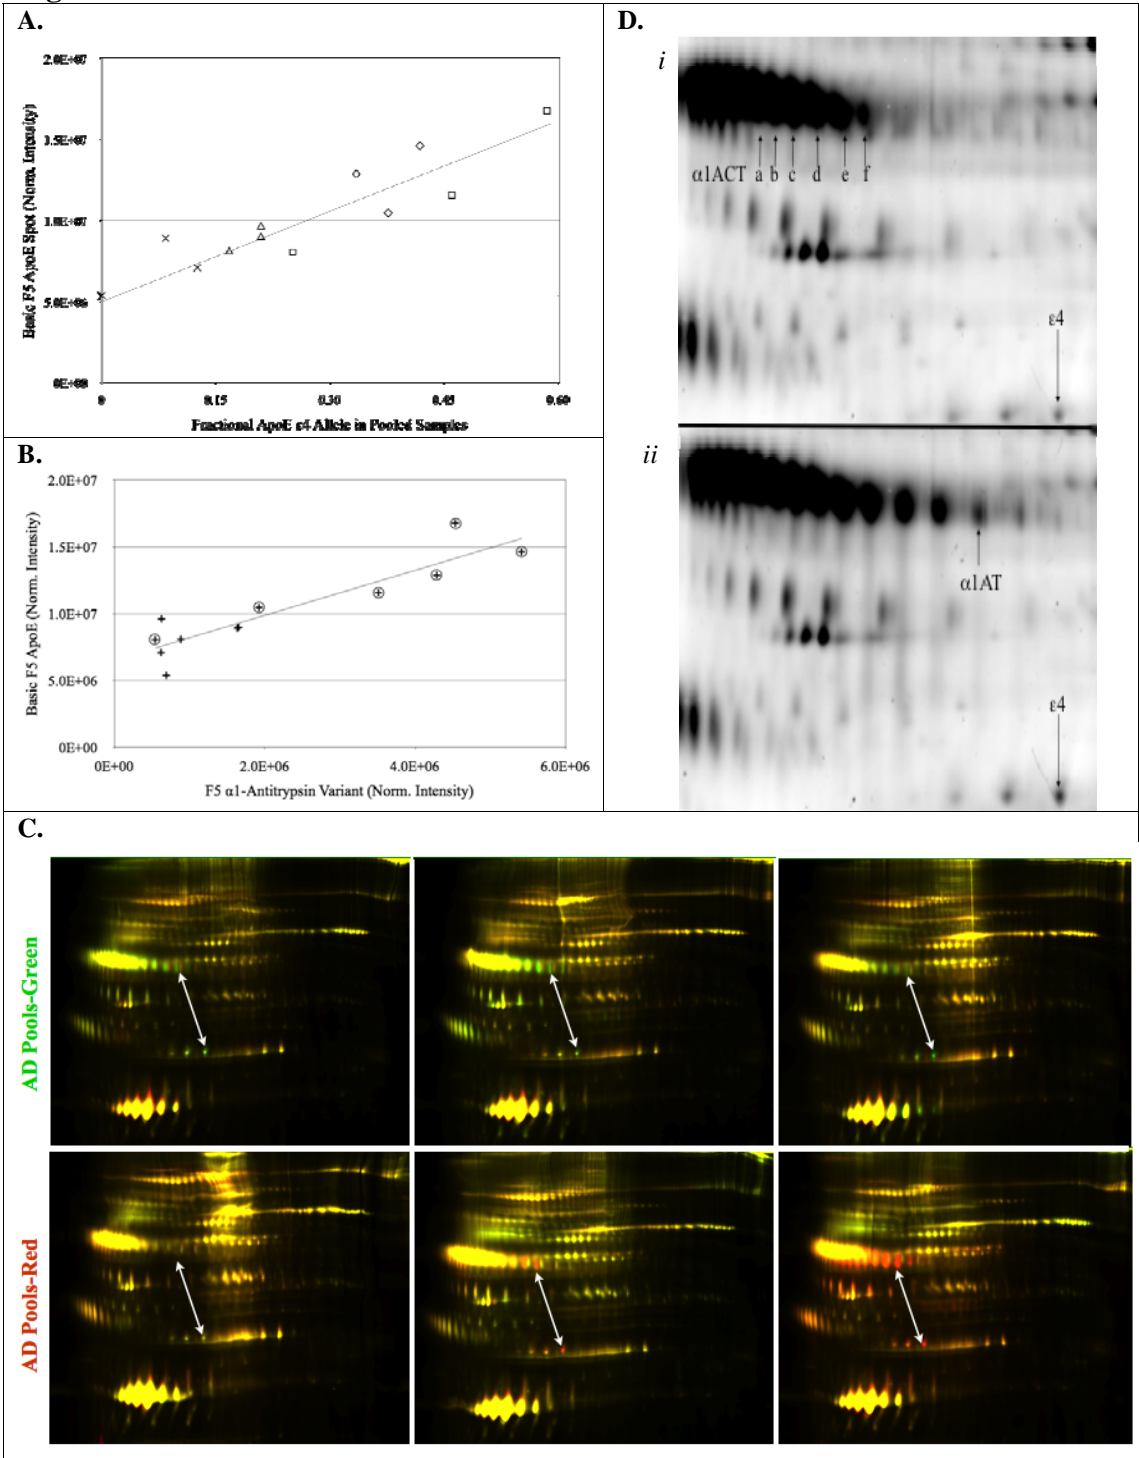 A.
2.0E+07
1.5E+07
1.0E+07
5.0E+06
0E+00
0
0.15
0.30
0.45
0.60
Basic F5 ApoE Spot (Norm. Intensity)
Fractional ApoE ε4 Allele in Pooled Samples
B.
2.0E+07
1.5E+07
1.0E+07
5.0E+06
0E+00
0E+00
2.0E+06
4.0E+06
6.0E+06
Basic F5 ApoE (Norm. Intensity)
F5 α1-Antitrypsin Variant (Norm. Intensity)
D.
i
α1ACT a b c d e f
ε4
ii
α1AT
ε4
C.
AD Pools-Green
AD Pools-Red